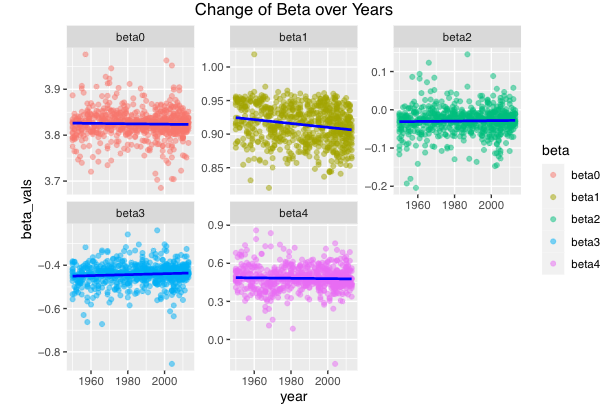 Change of Beta over Years
beta0
beta1
beta2
3.9
3.8
3.7
1.00
0.95
0.90
0.85
0.1
0.0
−0.1
−0.2
1960 1980 2000
beta_vals
beta3
beta4
−0.4
−0.6
−0.8
0.9
0.6
0.3
0.0
1960 1980 2000
1960 1980 2000
year
beta
beta0
beta1
beta2
beta3
beta4